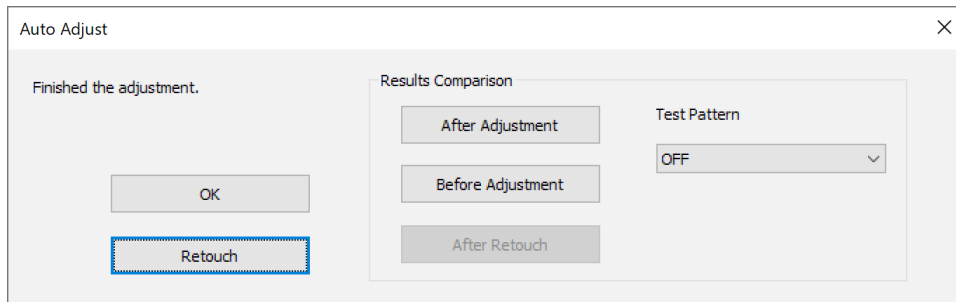 Auto Adjust
Finished the adjustment.
OK
Retouch
Results Comparison
After Adjustment
Before Adjustment
After Retouch
Test Pattern
OFF